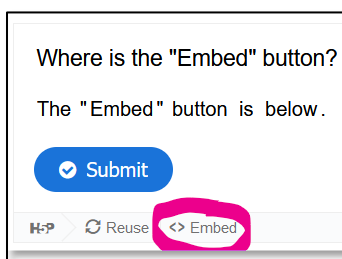 Where is the "Embed" button?
The "Embed" button is below.
Submit
H5P Reuse <> Embed